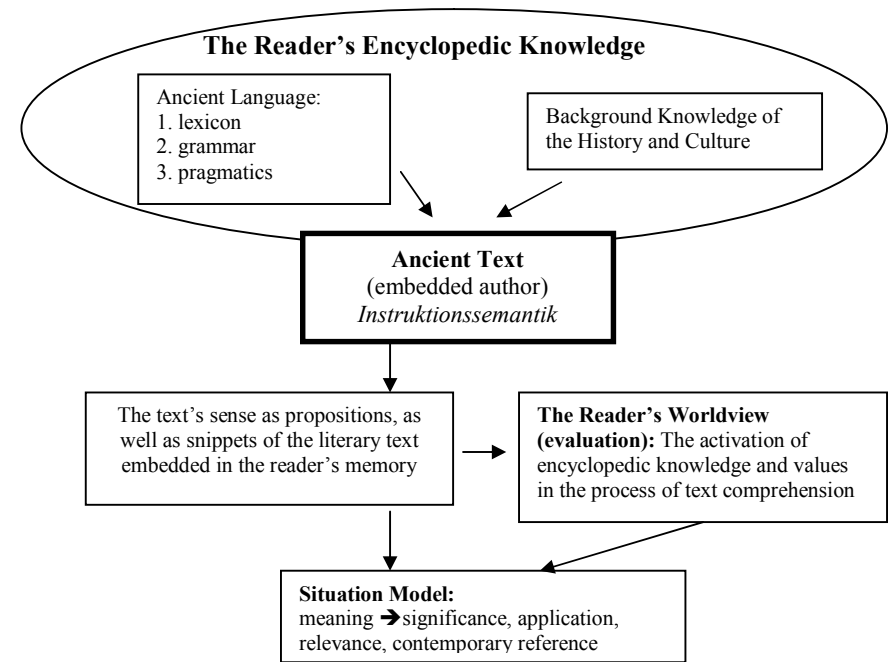 The Reader’s Encyclopedic Knowledge
Ancient Language:
1. lexicon
2. grammar
3. pragmatics
Background Knowledge of
the History and Culture
Ancient Text
(embedded author)
Instruktionssemantik
The text’s sense as propositions, as
well as snippets of the literary text
embedded in the reader’s memory
The Reader’s Worldview
(evaluation): The activation of
encyclopedic knowledge and values
in the process of text comprehension
Situation Model:
meaning ➔significance, application,
relevance, contemporary reference